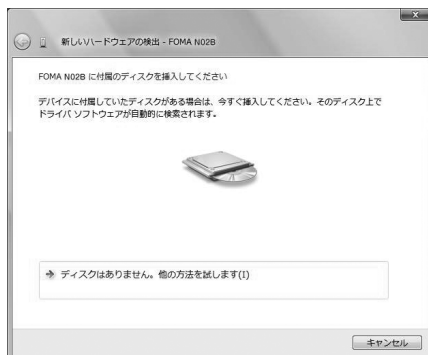 新しいハードウェアの検出 - FOMA N02B
FOMA N02B に付属のディスクを挿入してください
デバイスに付属していたディスクがある場合は、今すぐ挿入してください。そのディスク上で
ドライバ ソフトウェアが自動的に検索されます。
ディスクはありません。他の方法を試します(I)
キャンセル